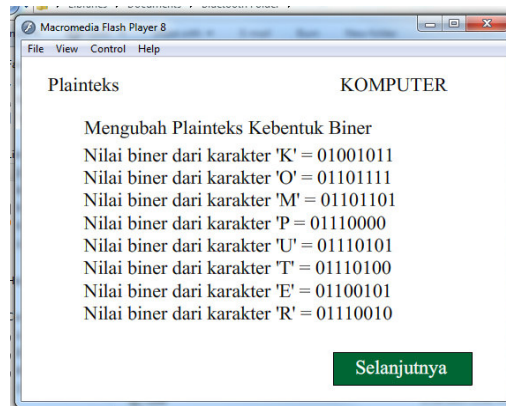 Macromedia Flash Player 8
File View Control Help
Plainteks KOMPUTER
Mengubah Plainteks Kebentuk Biner
Nilai biner dari karakter 'K' = 01001011
Nilai biner dari karakter 'O' = 01101111
Nilai biner dari karakter 'M' = 01101101
Nilai biner dari karakter 'P' = 01110000
Nilai biner dari karakter 'U' = 01110101
Nilai biner dari karakter 'T' = 01110100
Nilai biner dari karakter 'E' = 01100101
Nilai biner dari karakter 'R' = 01110010
Selanjutnya